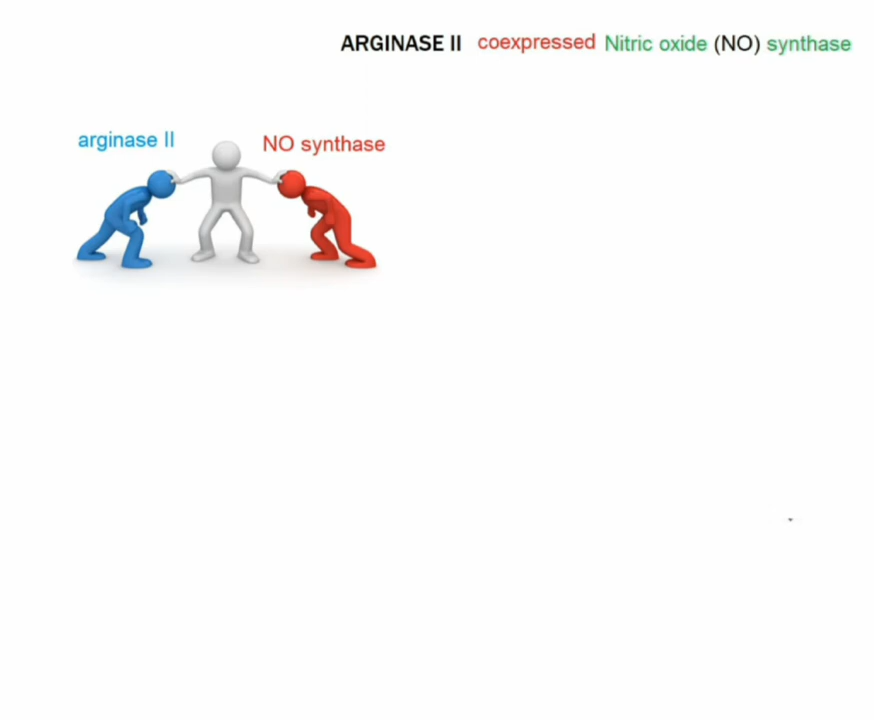 ARGINASE II coexpressed Nitric oxide (NO) synthase
arginase II
NO synthase